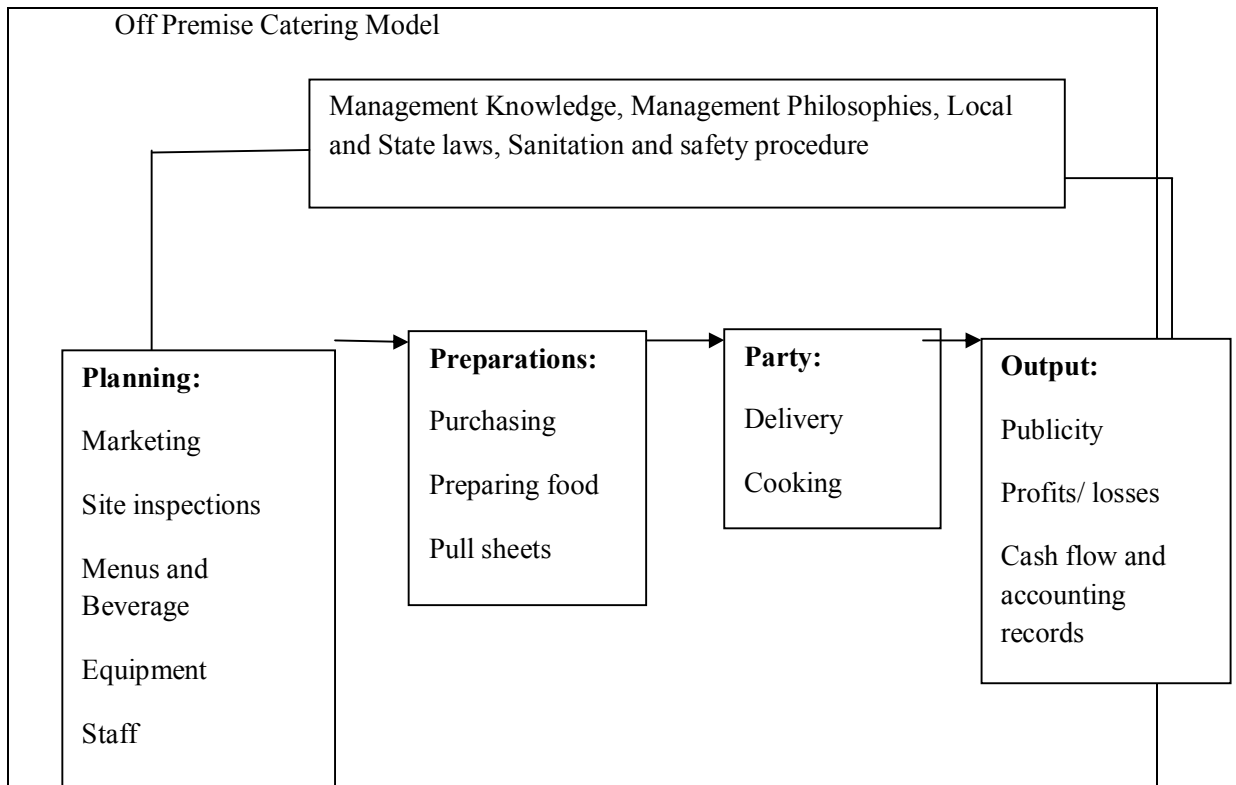 Off Premise Catering Model
Management Knowledge, Management Philosophies, Local
and State laws, Sanitation and safety procedure
Planning:
Marketing
Site inspections
Menus and
Beverage
Equipment
Staff
Preparations:
Purchasing
Preparing food
Pull sheets
Party:
Delivery
Cooking
Output:
Publicity
Profits/ losses
Cash flow and
accounting
records